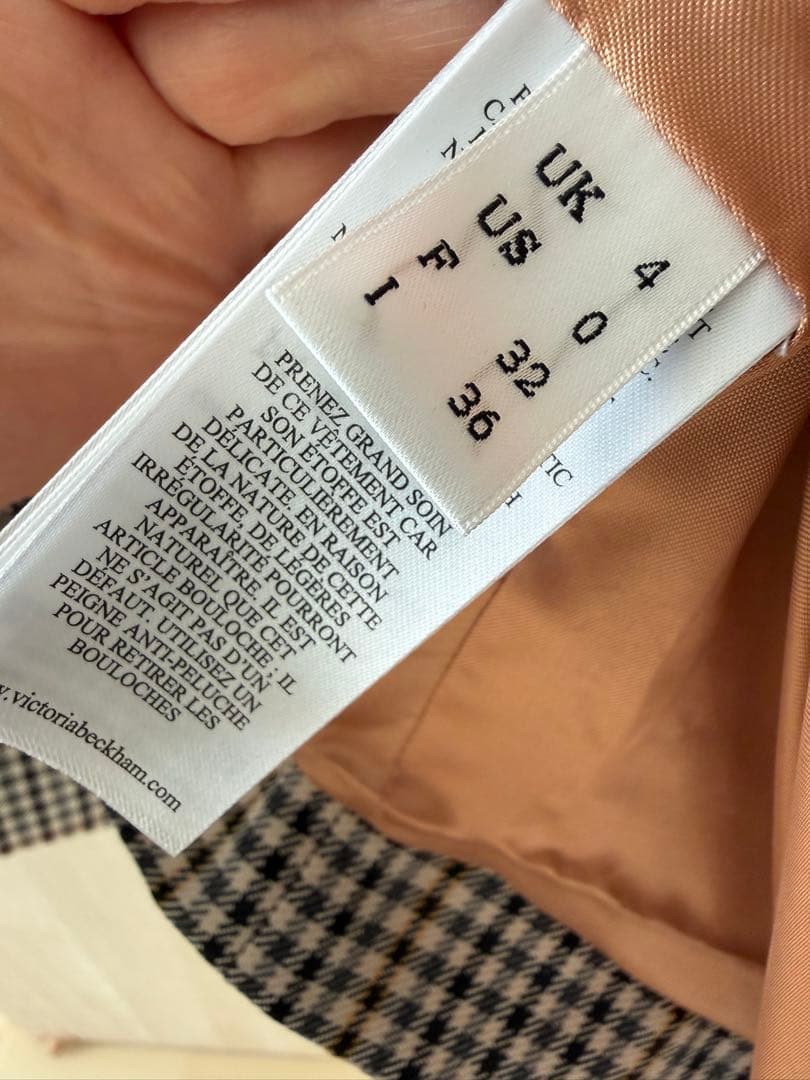 UK 4
US 0
F 32
I 36
PRENEZ GRAND SOIN
DE CE VÊTEMENT CAR
SON ÉTOFFE EST
PARTICULIÈREMENT
DÉLICATE. EN RAISON
DE LA NATURE DE CETTE
ÉTOFFE, DE LÉGÈRES
IRRÉGULARITÉ POURRONT
APPARAÎTRE. IL EST
NATUREL QUE CET
ARTICLE BOULOCHE ; IL
NE S'AGIT PAS D'UN
DÉFAUT. UTILISEZ UN
PEIGNE ANTI-PELUCHE
POUR RETIRER LES
BOULOCHES
.victoriabeckham.com